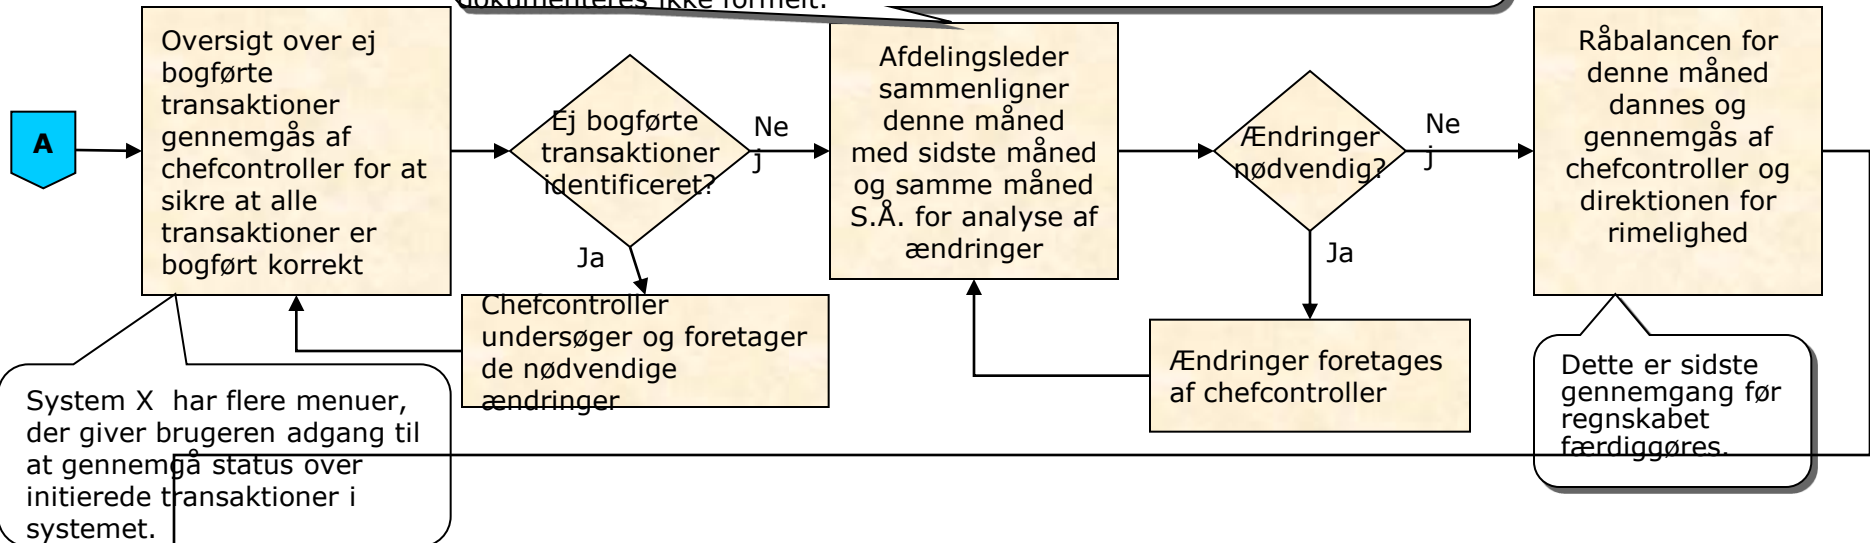 dokumenteres ikke formelt.
A
Oversigt over ej
bogførte
transaktioner
gennemgås af
chefcontroller for at
sikre at alle
transaktioner er
bogført korrekt
Ej bogførte
transaktioner
identificeret?
Ne
j
Ja
Chefcontroller
undersøger og foretager
de nødvendige
ændringer
Afdelingsleder
sammenligner
denne måned
med sidste måned
og samme måned
S.Å. for analyse af
ændringer
Ændringer
nødvendig?
Ne
j
Ja
Ændringer foretages
af chefcontroller
Råbalancen for
denne måned
dannes og
gennemgås af
chefcontroller og
direktionen for
rimelighed
Dette er sidste
gennemgang før
regnskabet
færdiggøres.
System X  har flere menuer,
der giver brugeren adgang til
at gennemgå status over
initierede transaktioner i
systemet.